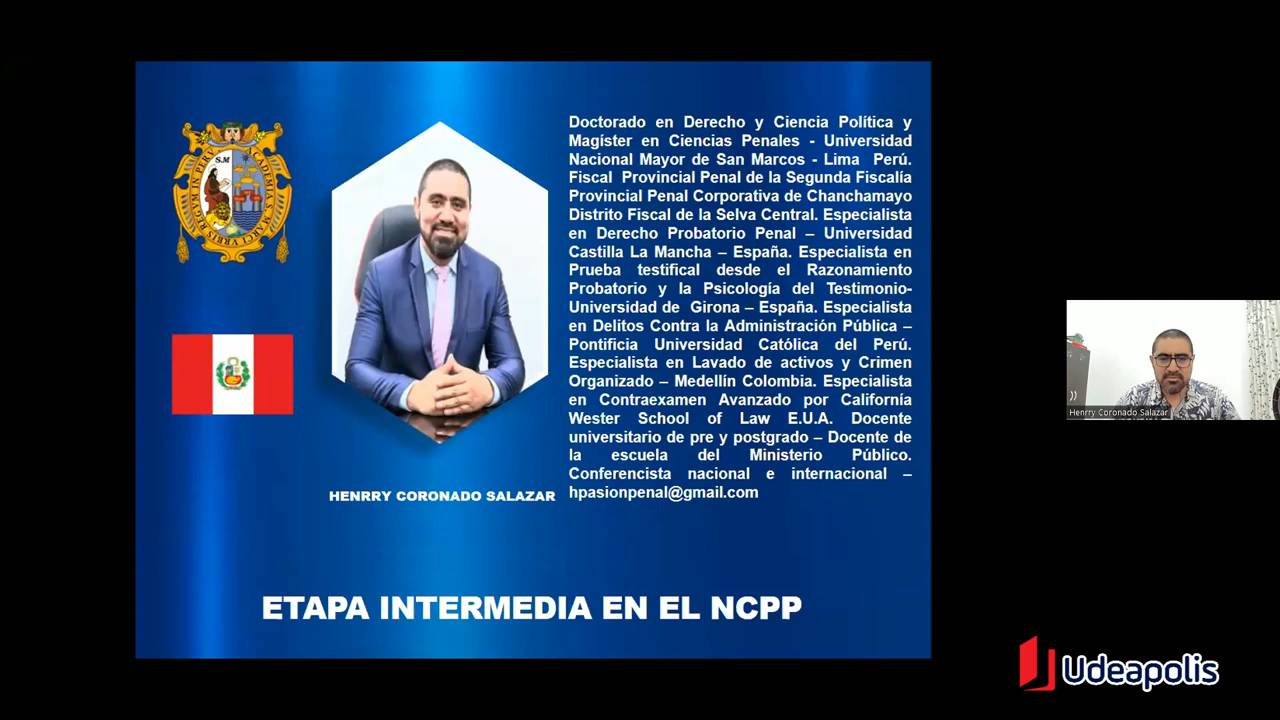 S.M
ACADEMIA S. MARCI VRBIS REGVM IN PERV
Doctorado en Derecho y Ciencia Política y
Magíster en Ciencias Penales - Universidad
Nacional Mayor de San Marcos - Lima Perú.
Fiscal Provincial Penal de la Segunda Fiscalía
Provincial Penal Corporativa de Chanchamayo
Distrito Fiscal de la Selva Central. Especialista
en Derecho Probatorio Penal – Universidad
Castilla La Mancha – España. Especialista en
Prueba testifical desde el Razonamiento
Probatorio y la Psicología del Testimonio-
Universidad de Girona – España. Especialista
en Delitos Contra la Administración Pública –
Pontificia Universidad Católica del Perú.
Especialista en Lavado de activos y Crimen
Organizado – Medellín Colombia. Especialista
en Contraexamen Avanzado por California
Wester School of Law E.U.A. Docente
universitario de pre y postgrado – Docente de
la escuela del Ministerio Público.
Conferencista nacional e internacional –
hpasionpenal@gmail.com
HENRRY CORONADO SALAZAR
ETAPA INTERMEDIA EN EL NCPP
Henrry Coronado Salazar
Udeapolis